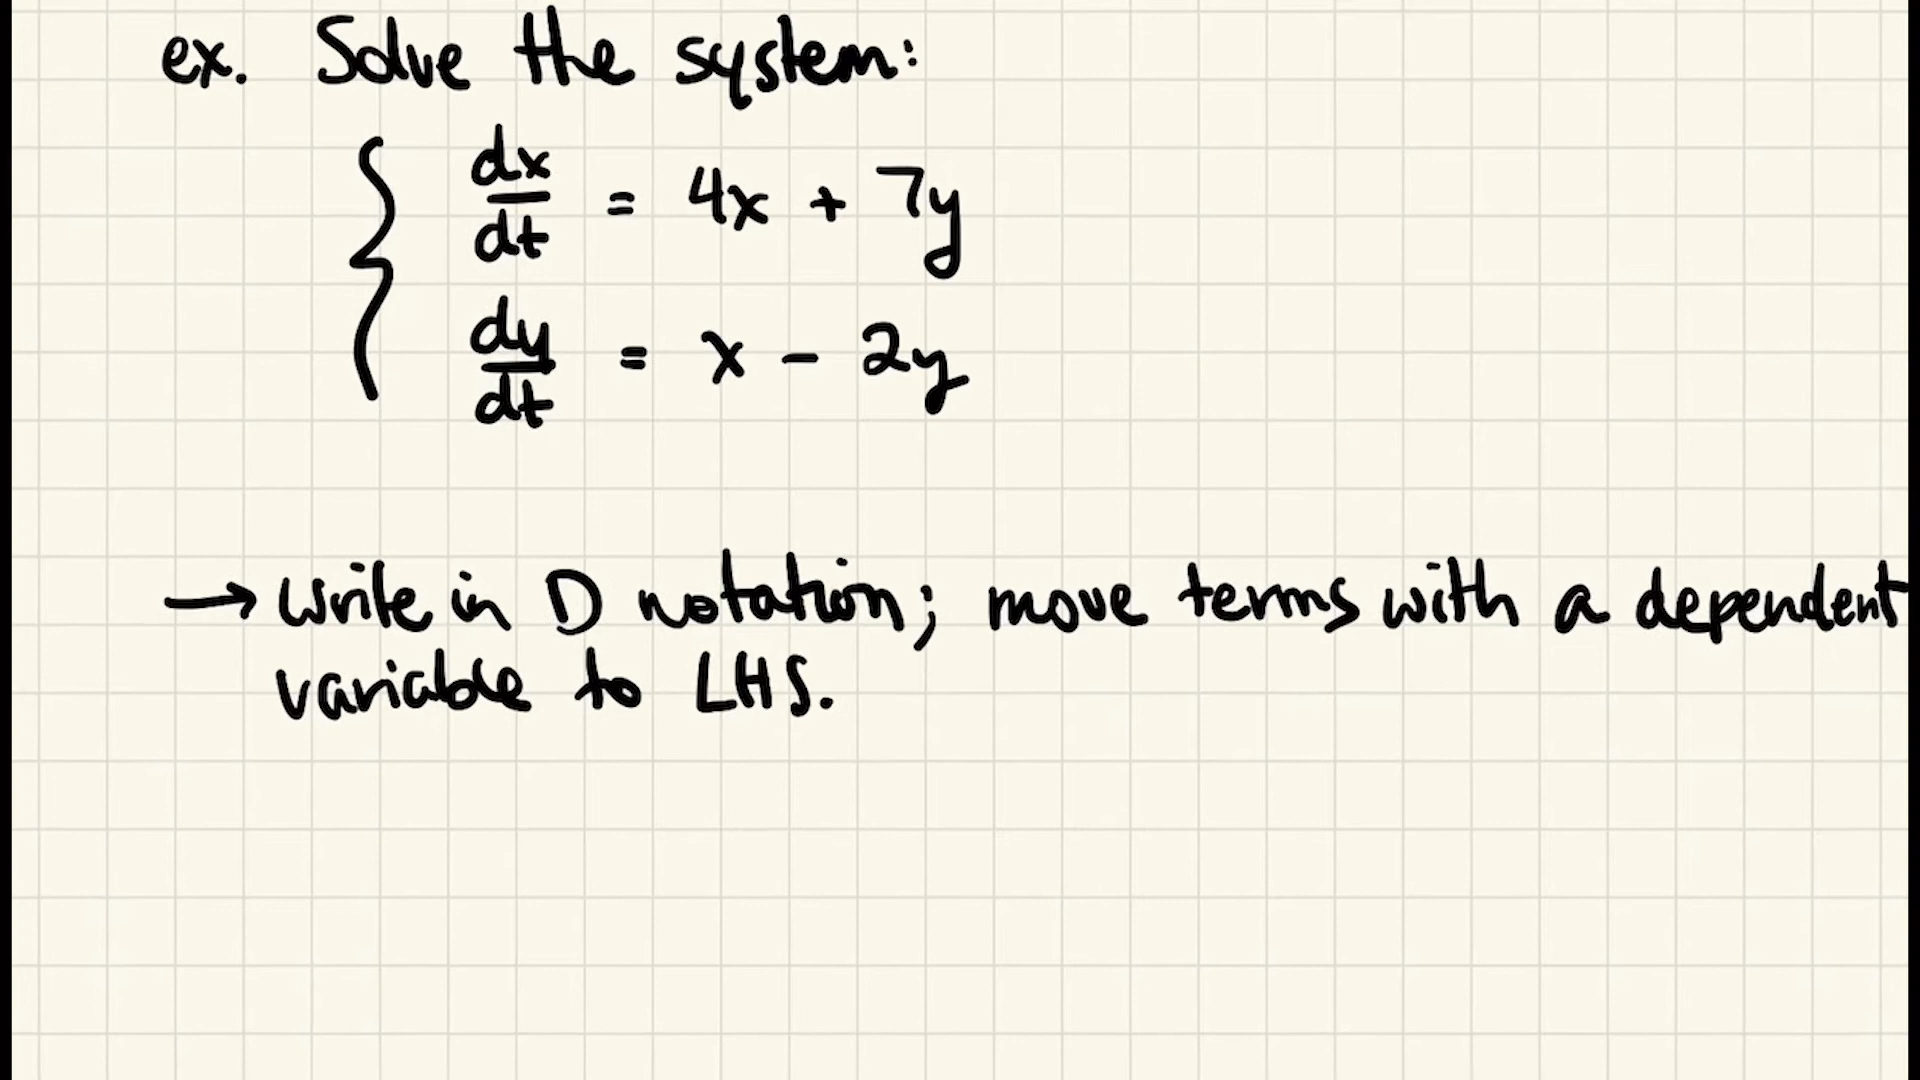 ex. Solve the system:
dx/dt = 4x + 7y
dy/dt = x - 2y
→ Write in D notation; move terms with a dependent
variable to LHS.